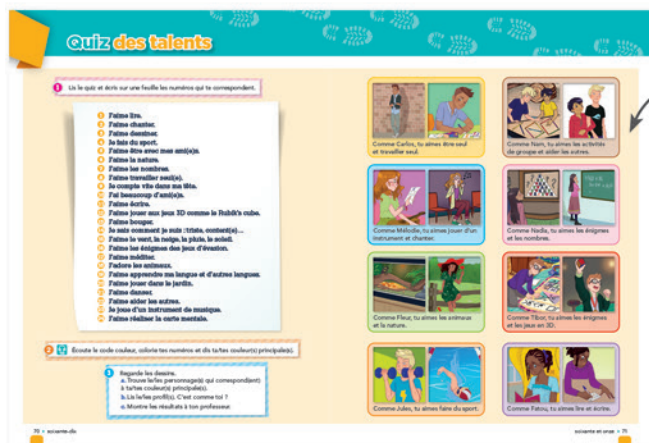 Quiz des talents
1 Lis le quiz et écris sur une feuille les numéros qui te correspondent.
J'aime lire.
J'aime chanter.
J'aime dessiner.
Je fais du sport.
J'aime être avec mes ami(e)s.
J'aime la nature.
J'aime les nombres.
J'aime travailler seul(e).
Je compte vite dans ma tête.
J'ai beaucoup d'ami(e)s.
J'aime écrire.
J'aime jouer aux jeux 3D comme le Rubik's cube.
J'aime bouger.
Je sais comment je suis : triste, content(e)...
J'aime le vent, la neige, la pluie, le soleil.
J'aime les énigmes des jeux d'évasion.
J'aime méditer.
J'adore les animaux.
J'aime apprendre ma langue et d'autres langues.
J'aime jouer dans le jardin.
J'aime danser.
J'aime aider les autres.
Je joue d'un instrument de musique.
J'aime réaliser la carte mentale.
2 Écoute le code couleur, colorie tes numéros et dis ta/tes couleur(s) principale(s).
3 Regarde les dessins.
a. Trouve le/les personnage(s) qui correspond(ent)
à ta/tes couleur(s) principale(s).
b. Lis le/les profil(s). C'est comme toi ?
c. Montre les résultats à ton professeur.
70 • soixante-dix
Comme Carlos, tu aimes être seul
et travailler seul.
Comme Nam, tu aimes les activités
de groupe et aider les autres.
Comme Mélodie, tu aimes jouer d'un
instrument et chanter.
Comme Nadia, tu aimes les énigmes
et les nombres.
Comme Fleur, tu aimes les animaux
et la nature.
Comme Tibor, tu aimes les énigmes
et les jeux en 3D.
Comme Jules, tu aimes faire du sport.
Comme Fatou, tu aimes lire et écrire.
soixante et onze • 71